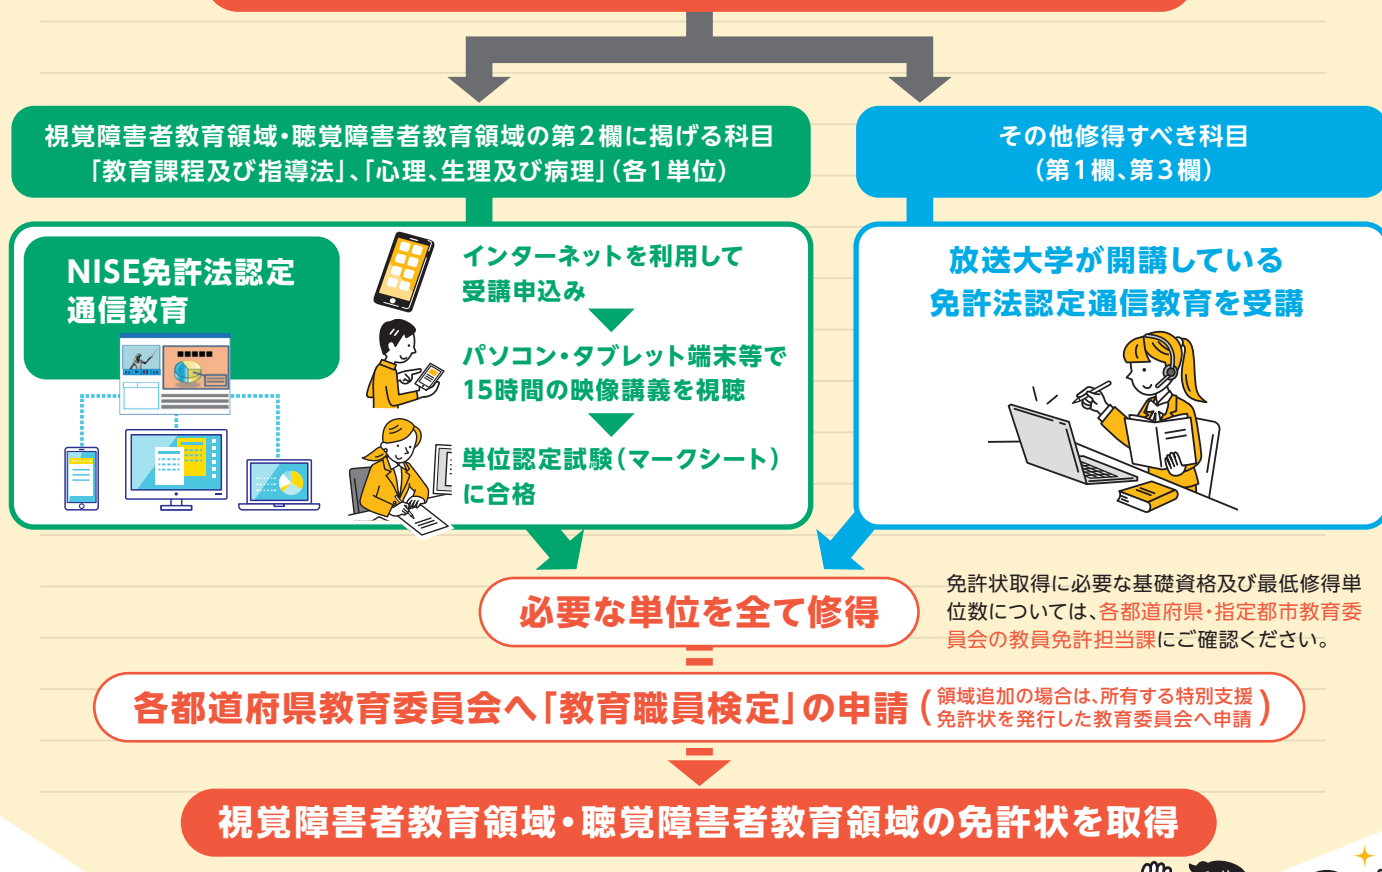 視覚障害者教育領域・聴覚障害者教育領域の第2欄に掲げる科目
「教育課程及び指導法」、「心理、生理及び病理」(各1単位)
その他修得すべき科目
(第1欄、第3欄)
NISE免許法認定
通信教育
インターネットを利用して
受講申込み
パソコン・タブレット端末等で
15時間の映像講義を視聴
単位認定試験(マークシート)
に合格
放送大学が開講している
免許法認定通信教育を受講
必要な単位を全て修得
免許状取得に必要な基礎資格及び最低修得単
位数については、各都道府県・指定都市教育委
員会の教員免許担当課にご確認ください。
各都道府県教育委員会へ「教育職員検定」の申請(領域追加の場合は、所有する特別支援
免許状を発行した教育委員会へ申請)
視覚障害者教育領域・聴覚障害者教育領域の免許状を取得